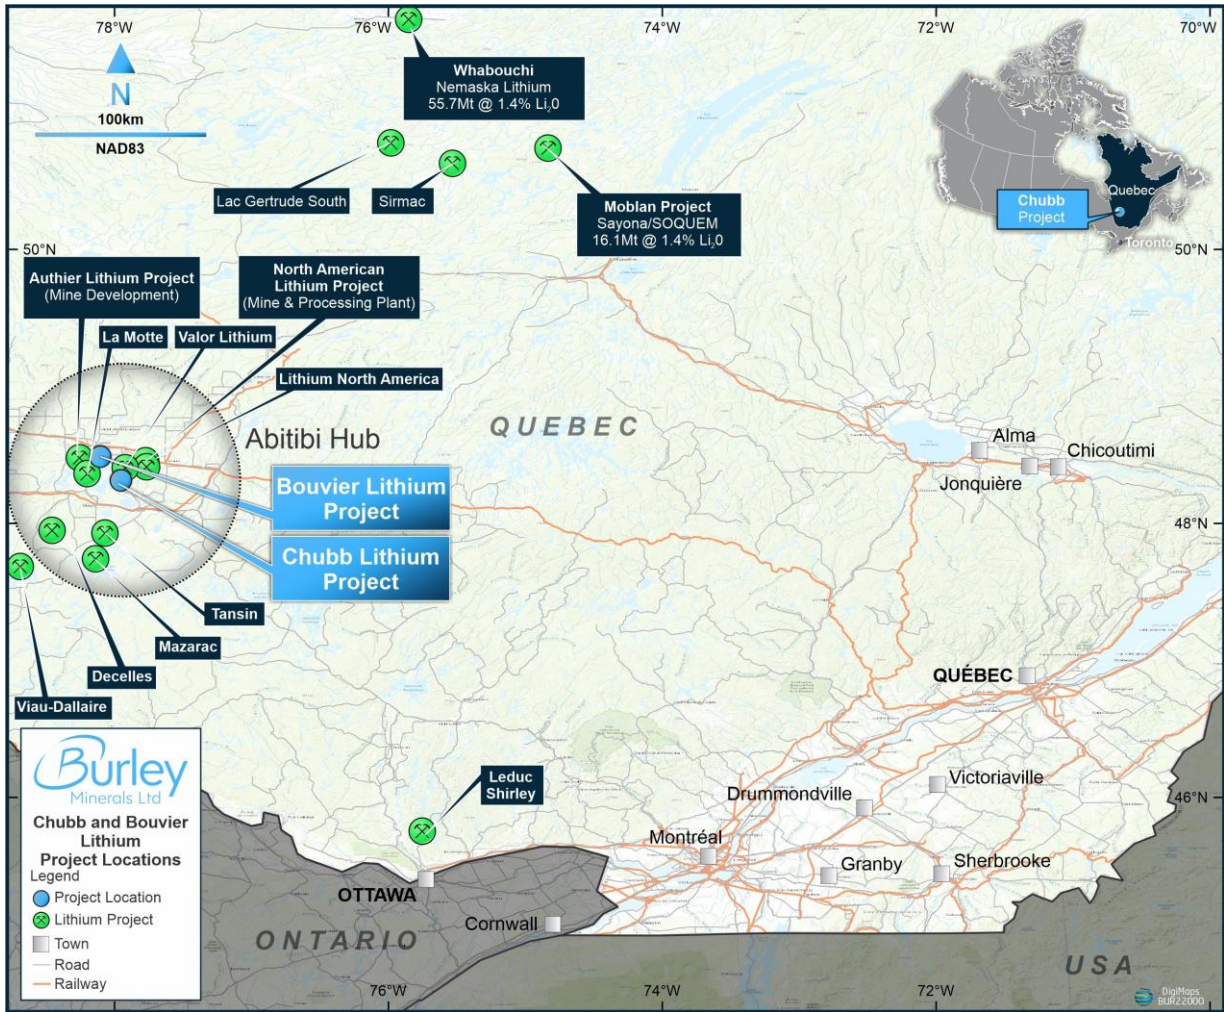 78°W
76°W
74°W
72°W
70°W
N
100km
NAD83
Whabouchi
Nemaska Lithium
55.7Mt @ 1.4% Li₂0
Lac Gertrude South
Sirmac
Moblan Project
Sayona/SOQUEM
16.1Mt @ 1.4% Li₂0
Quebec
Chubb
Project
Toronto
50°N
50°N
Authier Lithium Project
(Mine Development)
North American
Lithium Project
(Mine & Processing Plant)
La Motte
Valor Lithium
Lithium North America
Abitibi Hub
QUEBEC
Bouvier Lithium
Project
Chubb Lithium
Project
Alma
Chicoutimi
Jonquière
48°N
Tansin
Mazarac
Decelles
Viau-Dallaire
QUÉBEC
Burley
Minerals Ltd
Chubb and Bouvier
Lithium
Project Locations
Legend
Project Location
Lithium Project
Town
Road
Railway
Leduc
Shirley
Victoriaville
Drummondville
46°N
Montréal
Granby
Sherbrooke
OTTAWA
Cornwall
ONTARIO
USA
76°W
74°W
72°W
DigiMaps
BUR22000